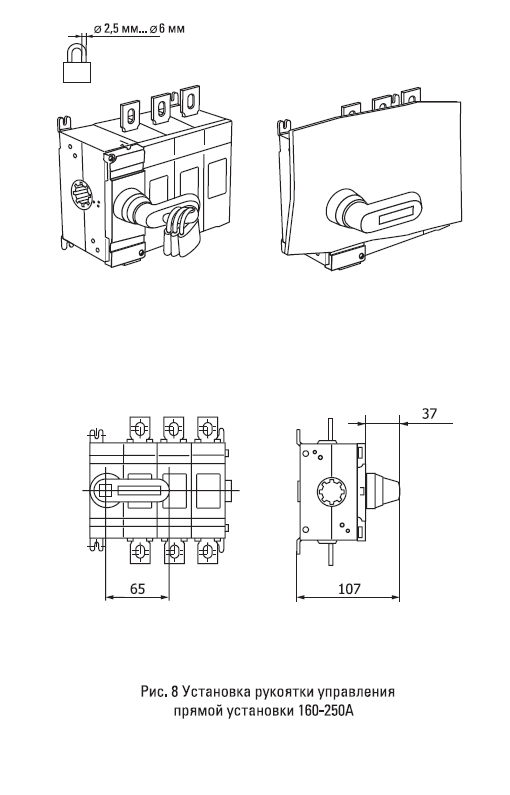 ⌀ 2,5 мм... ⌀ 6 мм
37
65
107
Рис. 8 Установка рукоятки управления
прямой установки 160-250А